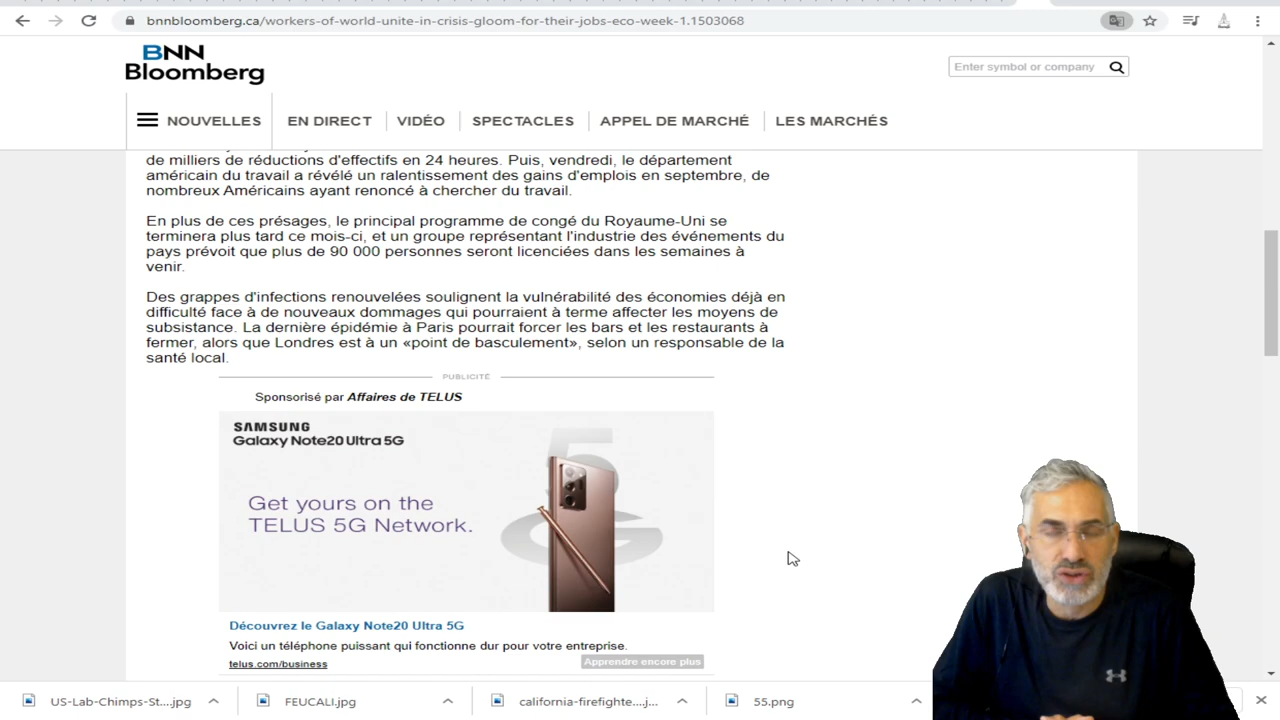 bnnbloomberg.ca/workers-of-world-unite-in-crisis-gloom-for-their-jobs-eco-week-1.1503068
BNN
Bloomberg
Enter symbol or company
NOUVELLES
EN DIRECT
VIDÉO
SPECTACLES
APPEL DE MARCHÉ
LES MARCHÉS
de milliers de réductions d'effectifs en 24 heures. Puis, vendredi, le département
américain du travail a révélé un ralentissement des gains d'emplois en septembre, de
nombreux Américains ayant renoncé à chercher du travail.
En plus de ces présages, le principal programme de congé du Royaume-Uni se
terminera plus tard ce mois-ci, et un groupe représentant l'industrie des événements du
pays prévoit que plus de 90 000 personnes seront licenciées dans les semaines à
venir.
Des grappes d'infections renouvelées soulignent la vulnérabilité des économies déjà en
difficulté face à de nouveaux dommages qui pourraient à terme affecter les moyens de
subsistance. La dernière épidémie à Paris pourrait forcer les bars et les restaurants à
fermer, alors que Londres est à un «point de basculement», selon un responsable de la
santé local.
PUBLICITÉ
Sponsorisé par Affaires de TELUS
SAMSUNG
Galaxy Note20 Ultra 5G
Get yours on the
TELUS 5G Network.
5
G
Découvrez le Galaxy Note20 Ultra 5G
Voici un téléphone puissant qui fonctionne dur pour votre entreprise.
telus.com/business
Apprendre encore plus
US-Lab-Chimps-St....jpg
FEUCALI.jpg
california-firefighte....j...
55.png